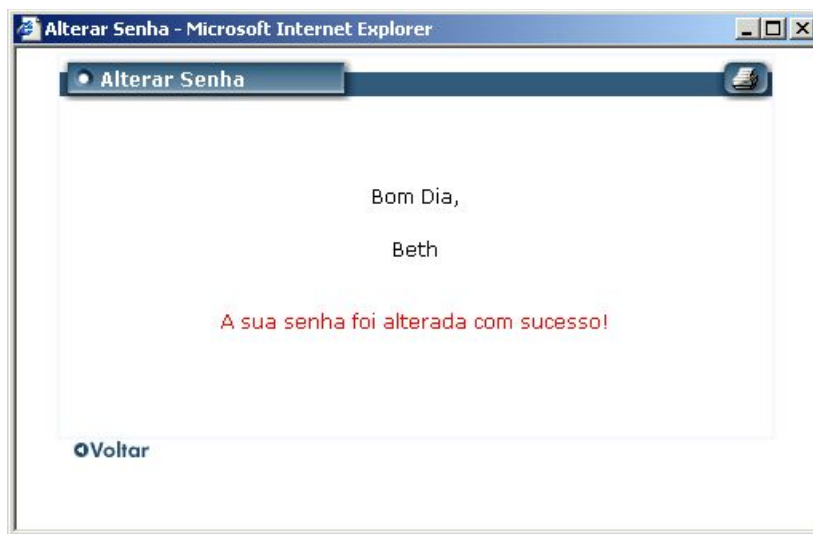 Alterar Senha - Microsoft Internet Explorer
Alterar Senha
Bom Dia,
Beth
A sua senha foi alterada com sucesso!
Voltar